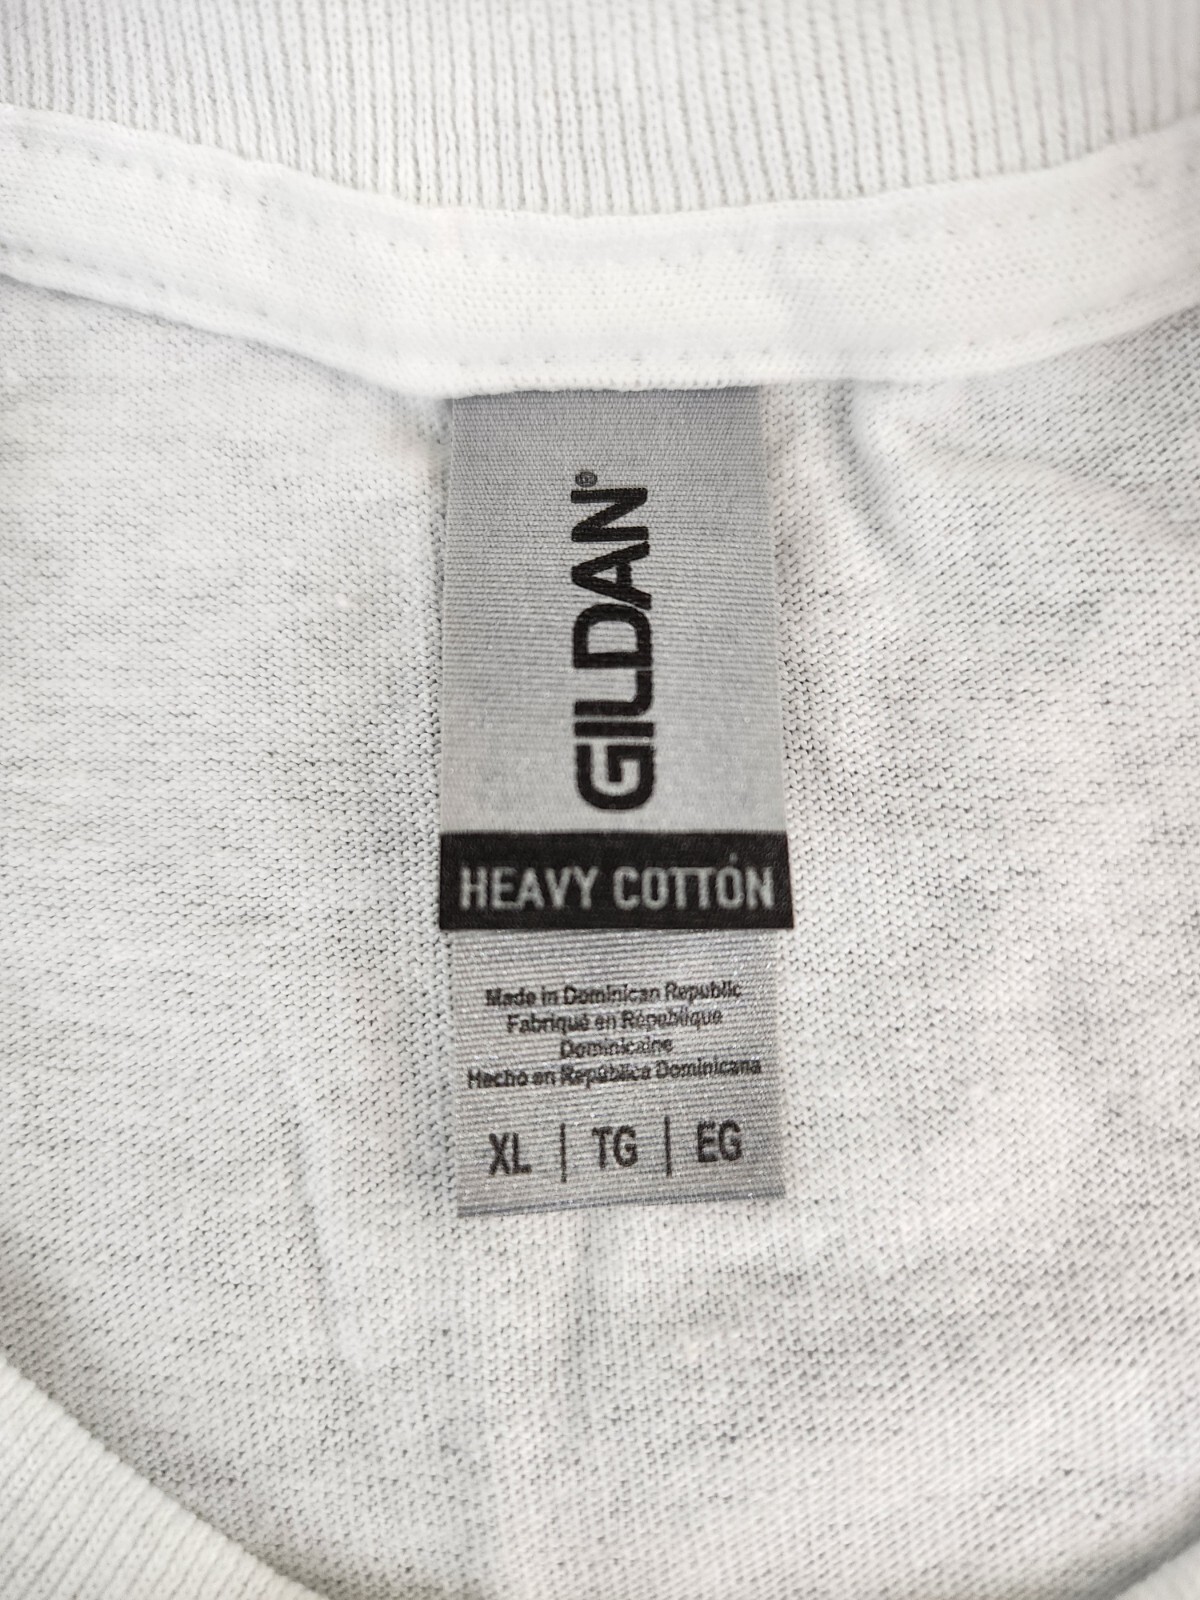 GILDAN®
HEAVY COTTON
Made in Dominican Republic
Fabriqué en République
Dominicaine
Hecho en República Dominicana
XL | TG | EG